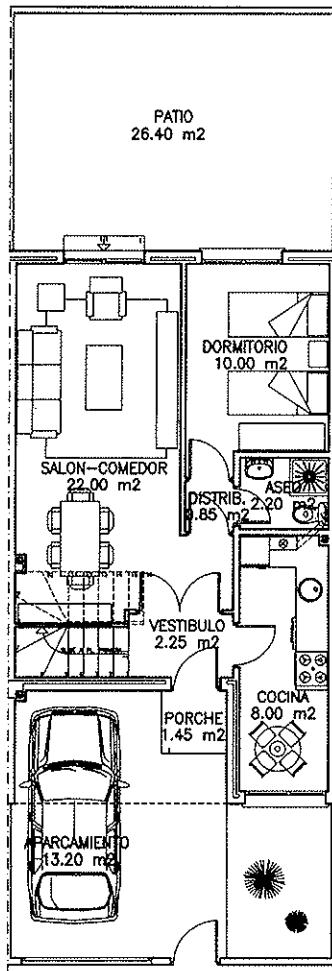 PATIO
26.40 m2
DORMITORIO
10.00 m2
SALON-COMEDOR
22.00 m2
ASEO
2.20 m2
DISTRIB.
0.85 m2
VESTIBULO
2.25 m2
COCINA
8.00 m2
PORCHE
1.45 m2
APARCAMIENTO
13.20 m2